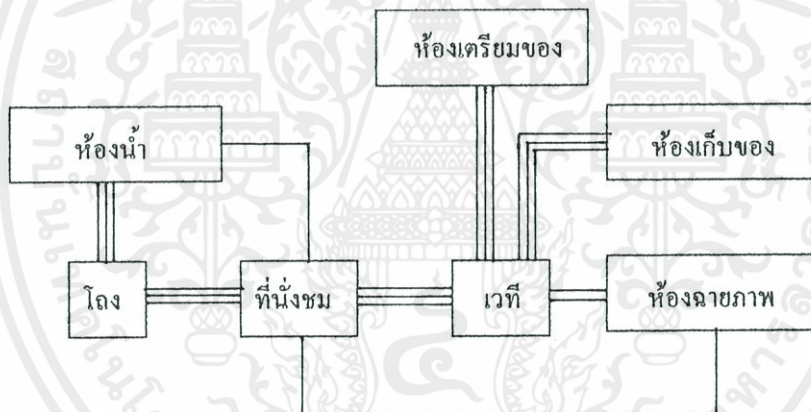 ห้องเตรียมของ
ห้องน้ำ
ห้องเก็บของ
โถง
ที่นั่งชม
เวที
ห้องฉายภาพ